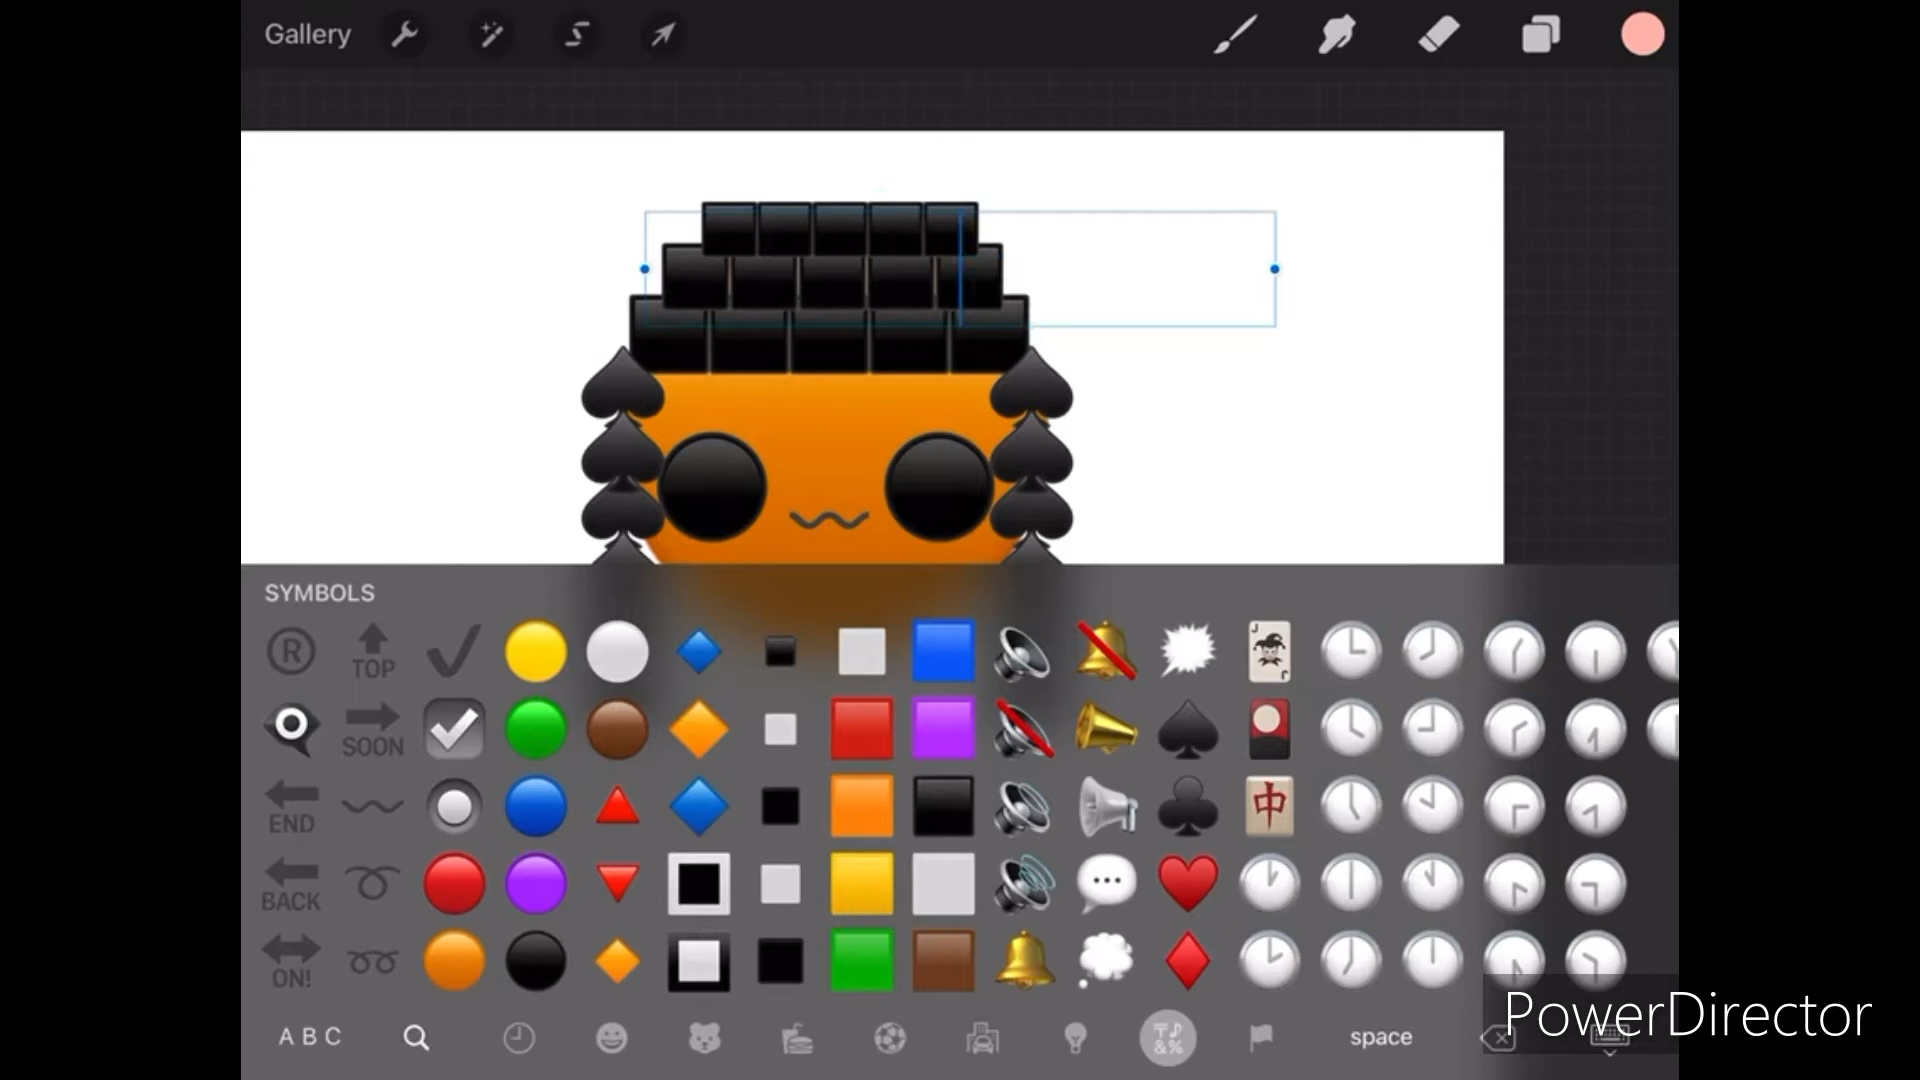 Gallery
SYMBOLS
®
TOP
SOON
END
BACK
ON!
J
J
中
ABC
space
PowerDirector